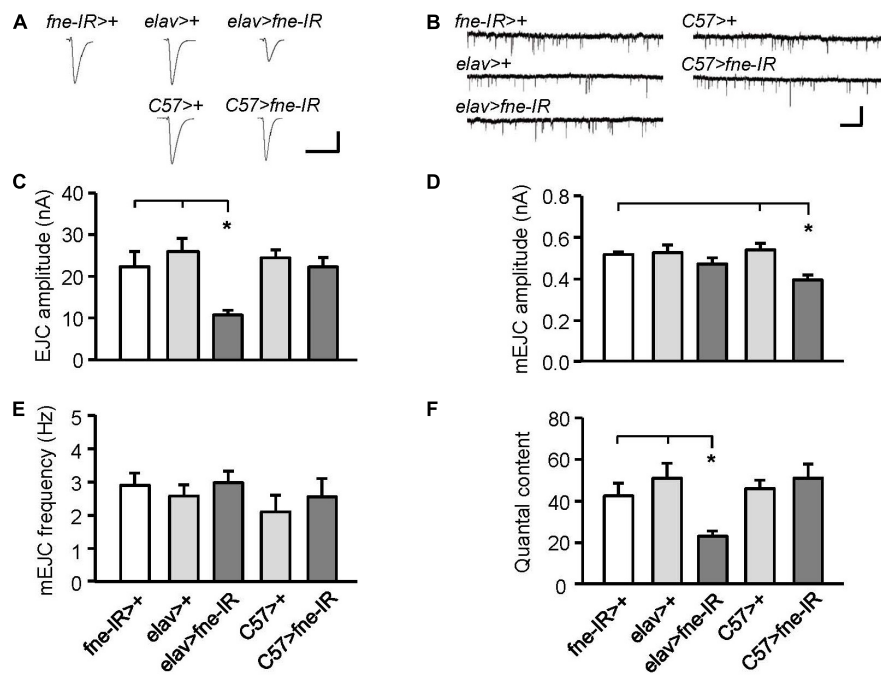 A
fne-IR>+ elav>+ elav>fne-IR
C57>+ C57>fne-IR
B
fne-IR>+
elav>+
elav>fne-IR
C57>+
C57>fne-IR
C
EJC amplitude (nA)
40
30
20
10
0
*
D
mEJC amplitude (nA)
0.8
0.6
0.4
0.2
0.0
*
E
mEJC frequency (Hz)
5
4
3
2
1
0
fne-IR>+
elav>+
elav>fne-IR
C57>+
C57>fne-IR
F
Quantal content
80
60
40
20
0
*
fne-IR>+
elav>+
elav>fne-IR
C57>+
C57>fne-IR